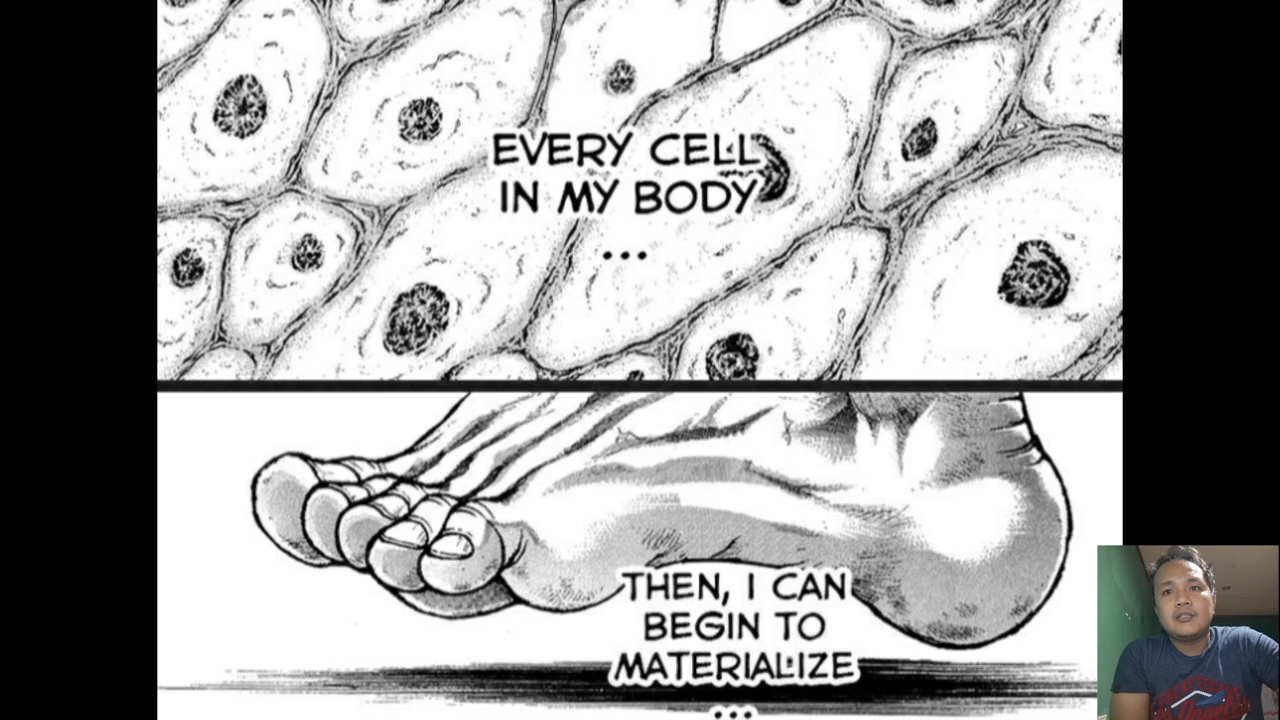 EVERY CELL
IN MY BODY
...
THEN, I CAN
BEGIN TO
MATERIALIZE
...